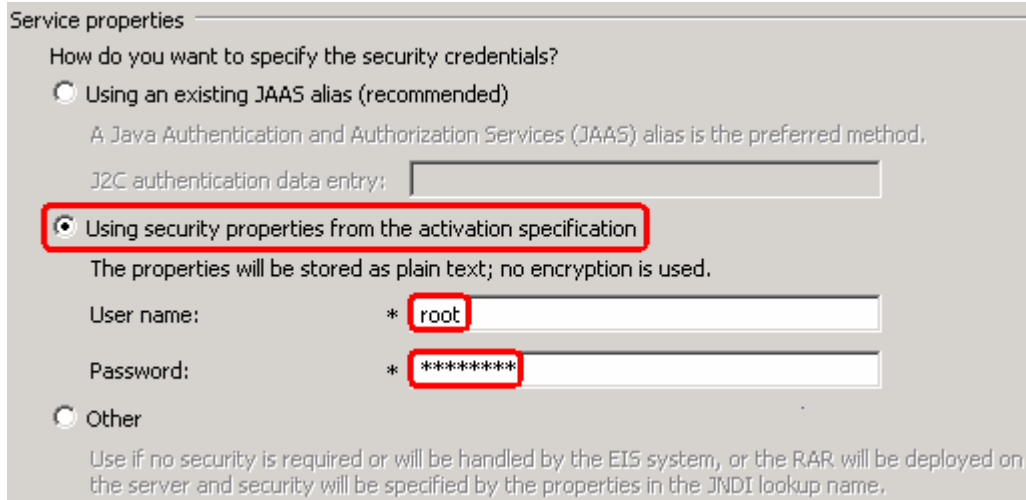 Service properties
How do you want to specify the security credentials?
Using an existing JAAS alias (recommended)
A Java Authentication and Authorization Services (JAAS) alias is the preferred method.
J2C authentication data entry:
Using security properties from the activation specification
The properties will be stored as plain text; no encryption is used.
User name: * root
Password: * ********
Other
Use if no security is required or will be handled by the EIS system, or the RAR will be deployed on
the server and security will be specified by the properties in the JNDI lookup name.